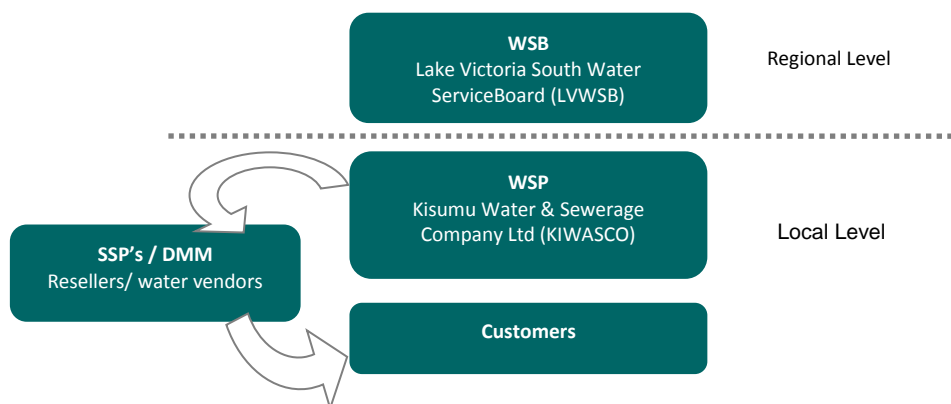 WSB
Lake Victoria South Water
ServiceBoard (LVWSB)
Regional Level
WSP
Kisumu Water & Sewerage
Company Ltd (KIWASCO)
Local Level
SSP's / DMM
Resellers/ water vendors
Customers